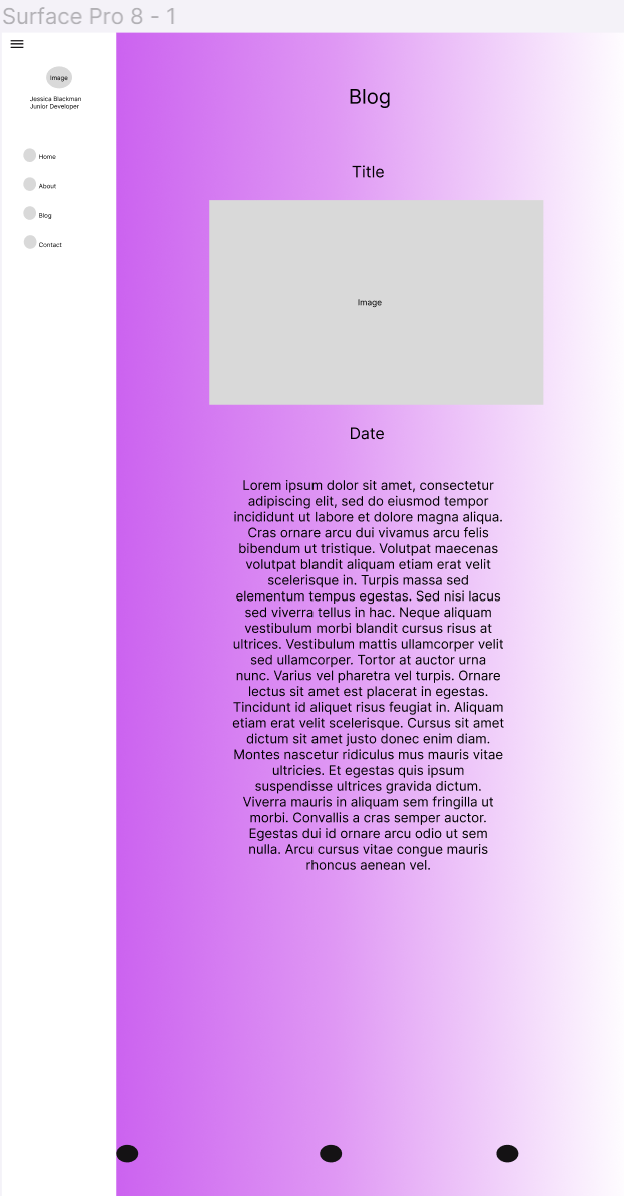 Surface Pro 8 - 1
Image
Jessica Blackman
Junior Developer
Home
About
Blog
Contact
Blog
Title
Image
Date
Lorem ipsum dolor sit amet, consectetur
adipiscing elit, sed do eiusmod tempor
incididunt ut labore et dolore magna aliqua.
Cras ornare arcu dui vivamus arcu felis
bibendum ut tristique. Volutpat maecenas
volutpat blandit aliquam etiam erat velit
scelerisque in. Turpis massa sed
elementum tempus egestas. Sed nisi lacus
sed viverra tellus in hac. Neque aliquam
vestibulum morbi blandit cursus risus at
ultrices. Vestibulum mattis ullamcorper velit
sed ullamcorper. Tortor at auctor urna
nunc. Varius vel pharetra vel turpis. Ornare
lectus sit amet est placerat in egestas.
Tincidunt id aliquet risus feugiat in. Aliquam
etiam erat velit scelerisque. Cursus sit amet
dictum sit amet justo donec enim diam.
Montes nascetur ridiculus mus mauris vitae
ultricies. Et egestas quis ipsum
suspendisse ultrices gravida dictum.
Viverra mauris in aliquam sem fringilla ut
morbi. Convallis a cras semper auctor.
Egestas dui id ornare arcu odio ut sem
nulla. Arcu cursus vitae congue mauris
rhoncus aenean vel.